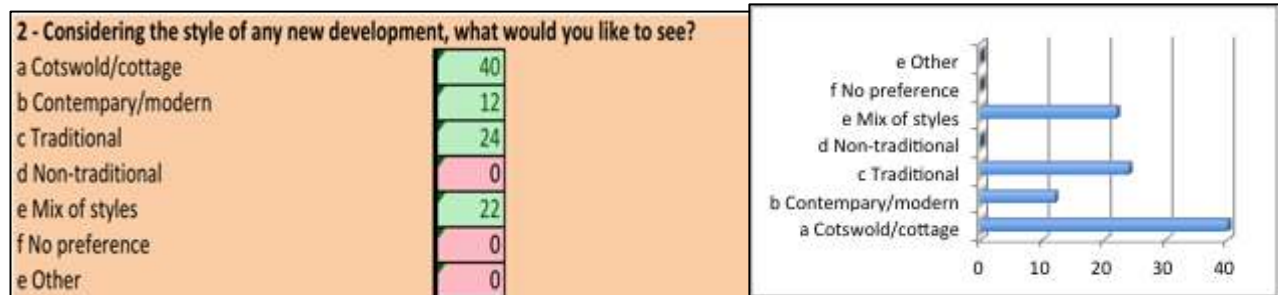 2 - Considering the style of any new development, what would you like to see?
a Cotswold/cottage 40
b Contempary/modern 12
c Traditional 24
d Non-traditional 0
e Mix of styles 22
f No preference 0
e Other 0
e Other
f No preference
e Mix of styles
d Non-traditional
c Traditional
b Contempary/modern
a Cotswold/cottage
0 10 20 30 40